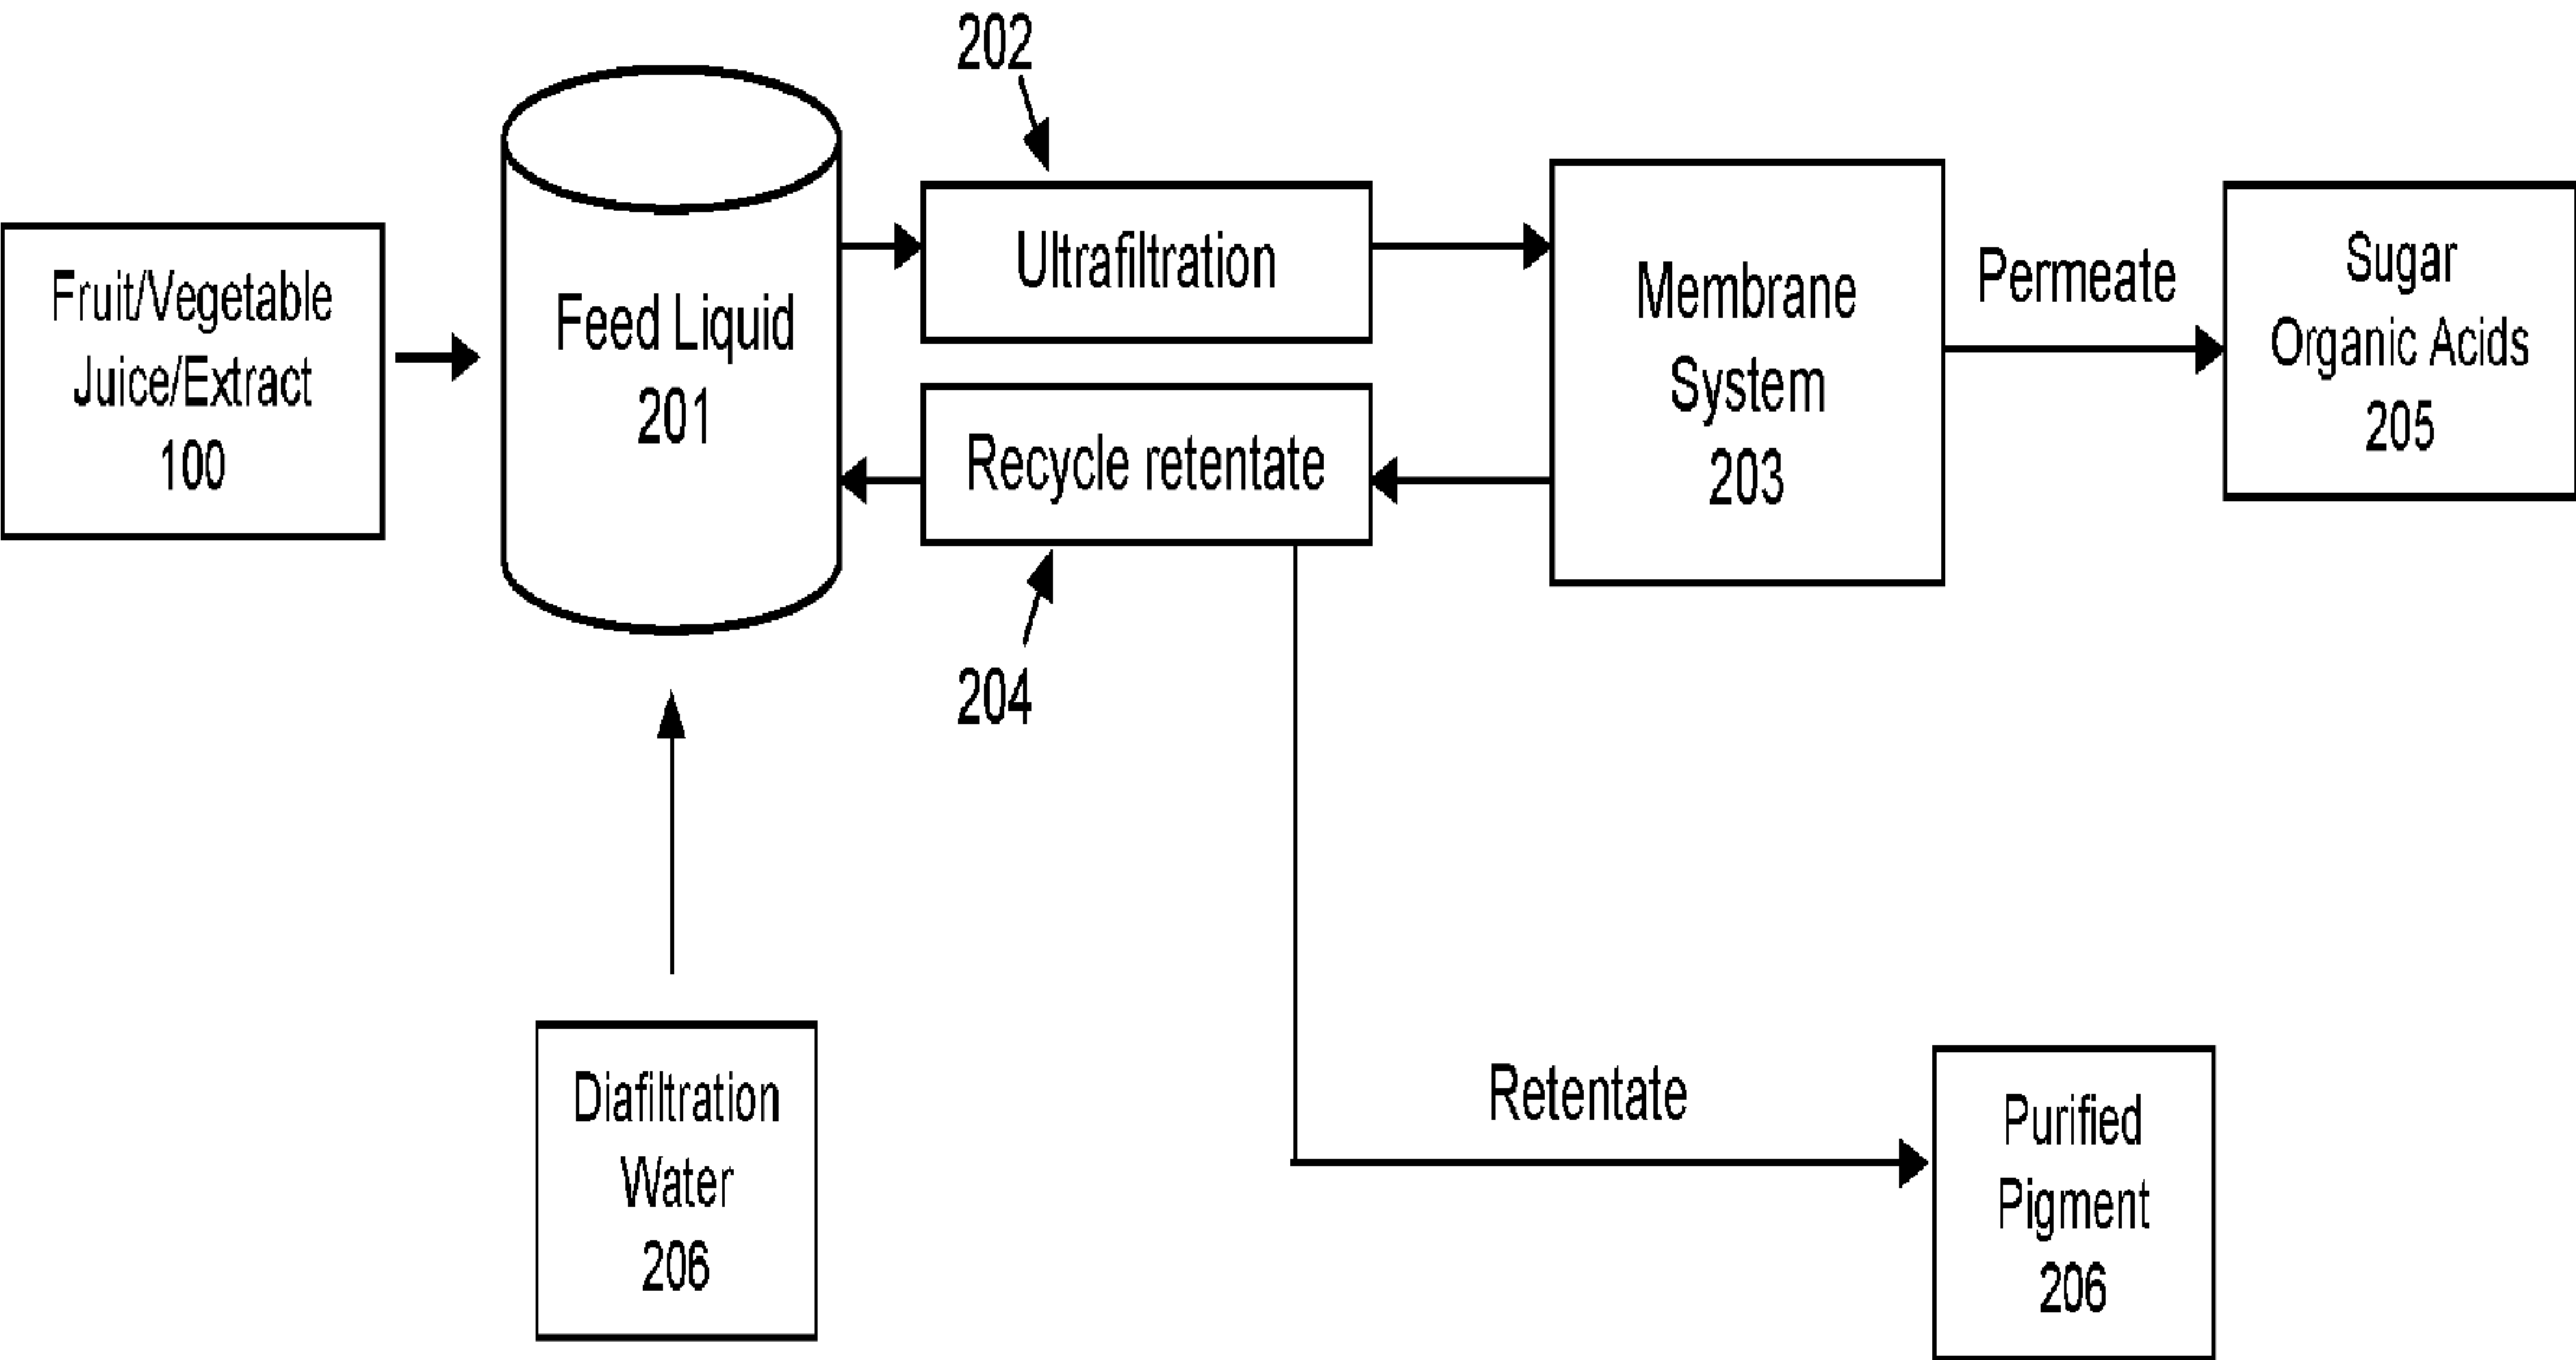 202
Fruit/Vegetable
Juice/Extract
100
Feed Liquid
201
Ultrafiltration
Recycle retentate
204
Membrane
System
203
Permeate
Sugar
Organic Acids
205
Diafiltration
Water
206
Retentate
Purified
Pigment
206